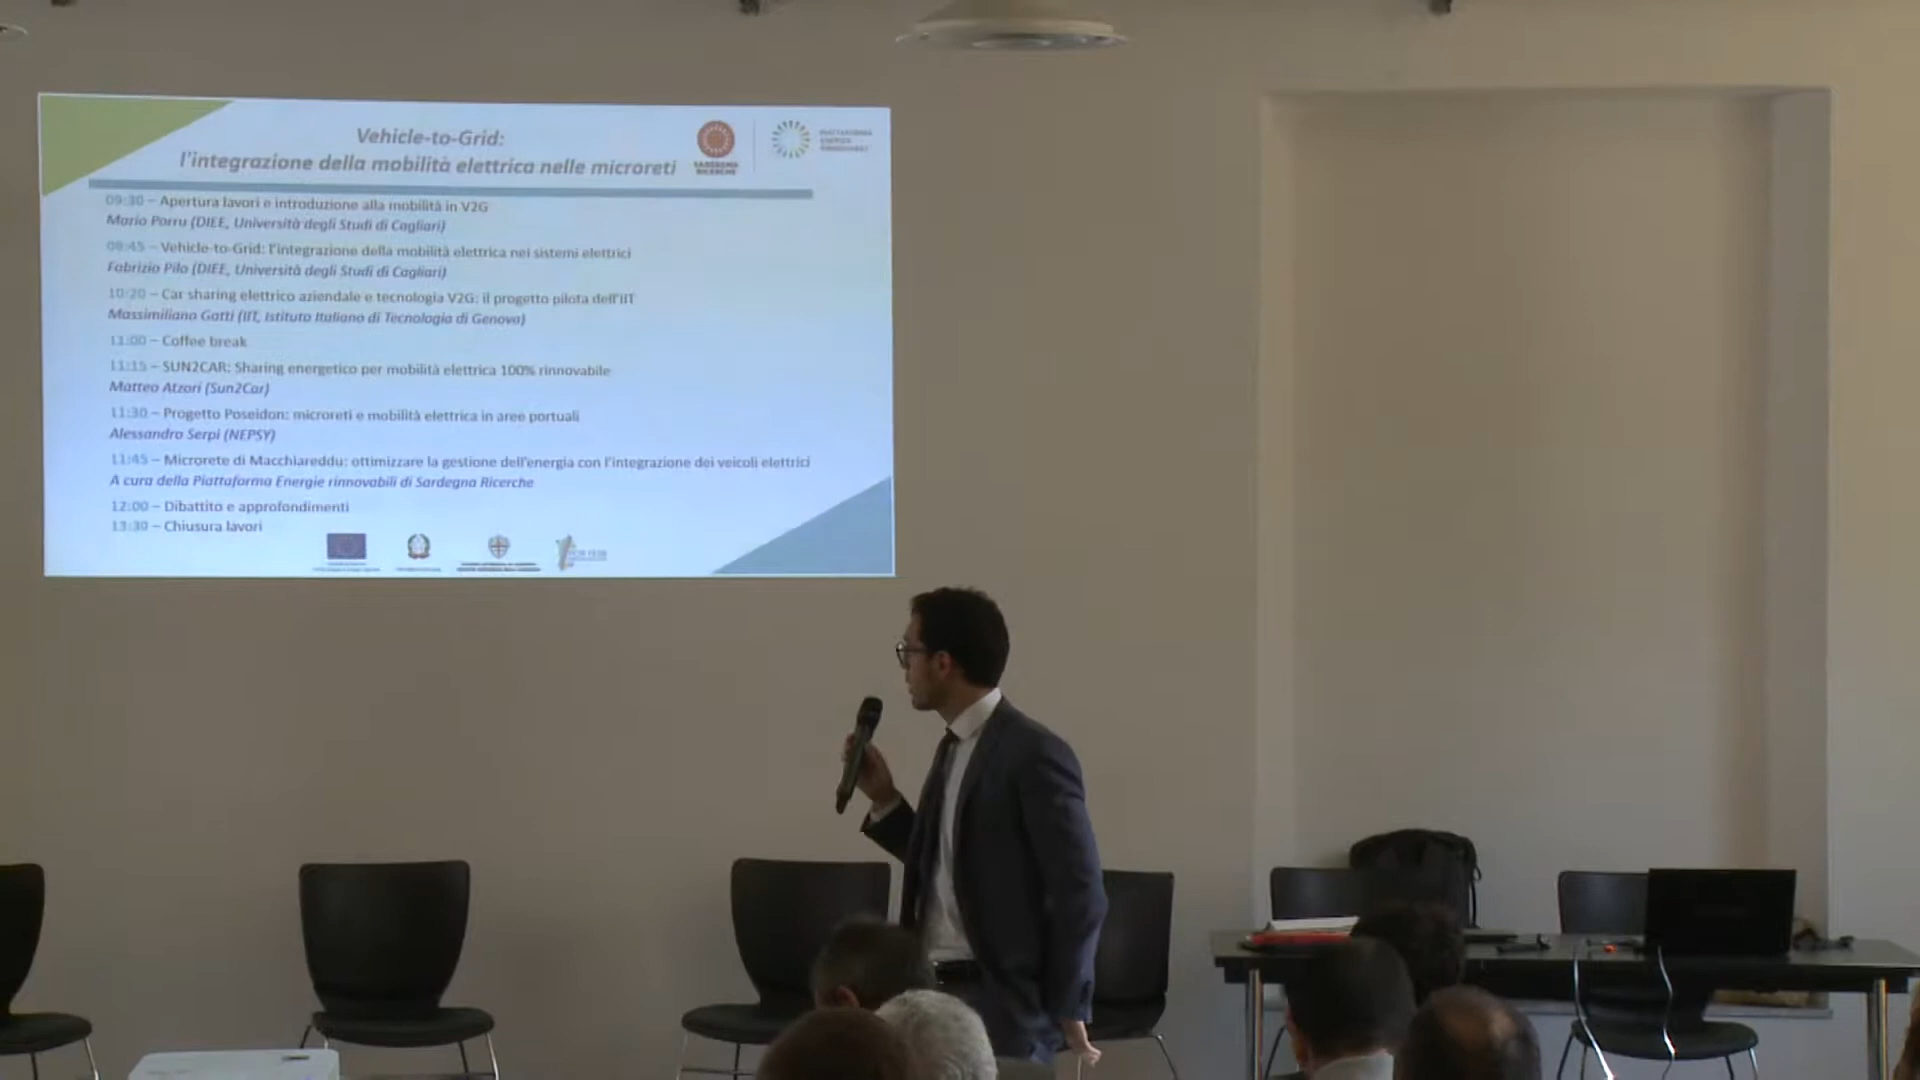 Vehicle-to-Grid:
l'integrazione della mobilità elettrica nelle microreti
SARDEGNA
RICERCHE
PIATTAFORMA
ENERGIE
RINNOVABILI
09:30 – Apertura lavori e introduzione alla mobilità in V2G
Mario Porru (DIEE, Università degli Studi di Cagliari)
09:45 – Vehicle-to-Grid: l'integrazione della mobilità elettrica nei sistemi elettrici
Fabrizio Pilo (DIEE, Università degli Studi di Cagliari)
10:20 – Car sharing elettrico aziendale e tecnologia V2G: il progetto pilota dell'IIT
Massimiliano Gatti (IIT, Istituto Italiano di Tecnologia di Genova)
11:00 – Coffee break
11:15 – SUN2CAR: Sharing energetico per mobilità elettrica 100% rinnovabile
Matteo Atzori (Sun2Car)
11:30 – Progetto Poseidon: microreti e mobilità elettrica in aree portuali
Alessandro Serpi (NEPSY)
11:45 – Microrete di Macchiareddu: ottimizzare la gestione dell'energia con l'integrazione dei veicoli elettrici
A cura della Piattaforma Energie rinnovabili di Sardegna Ricerche
12:00 – Dibattito e approfondimenti
13:30 – Chiusura lavori